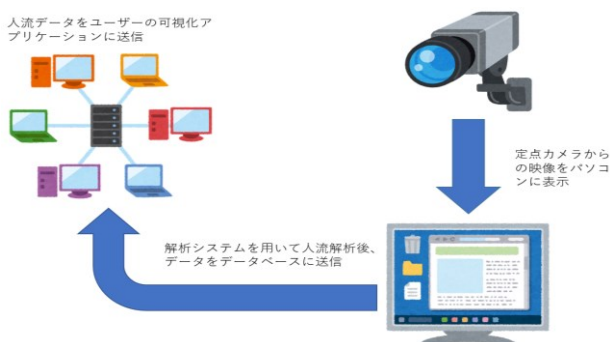 人流データをユーザーの可視化ア
プリケーションに送信
定点カメラから
の映像をパソコ
ンに表示
解析システムを用いて人流解析後、
データをデータベースに送信